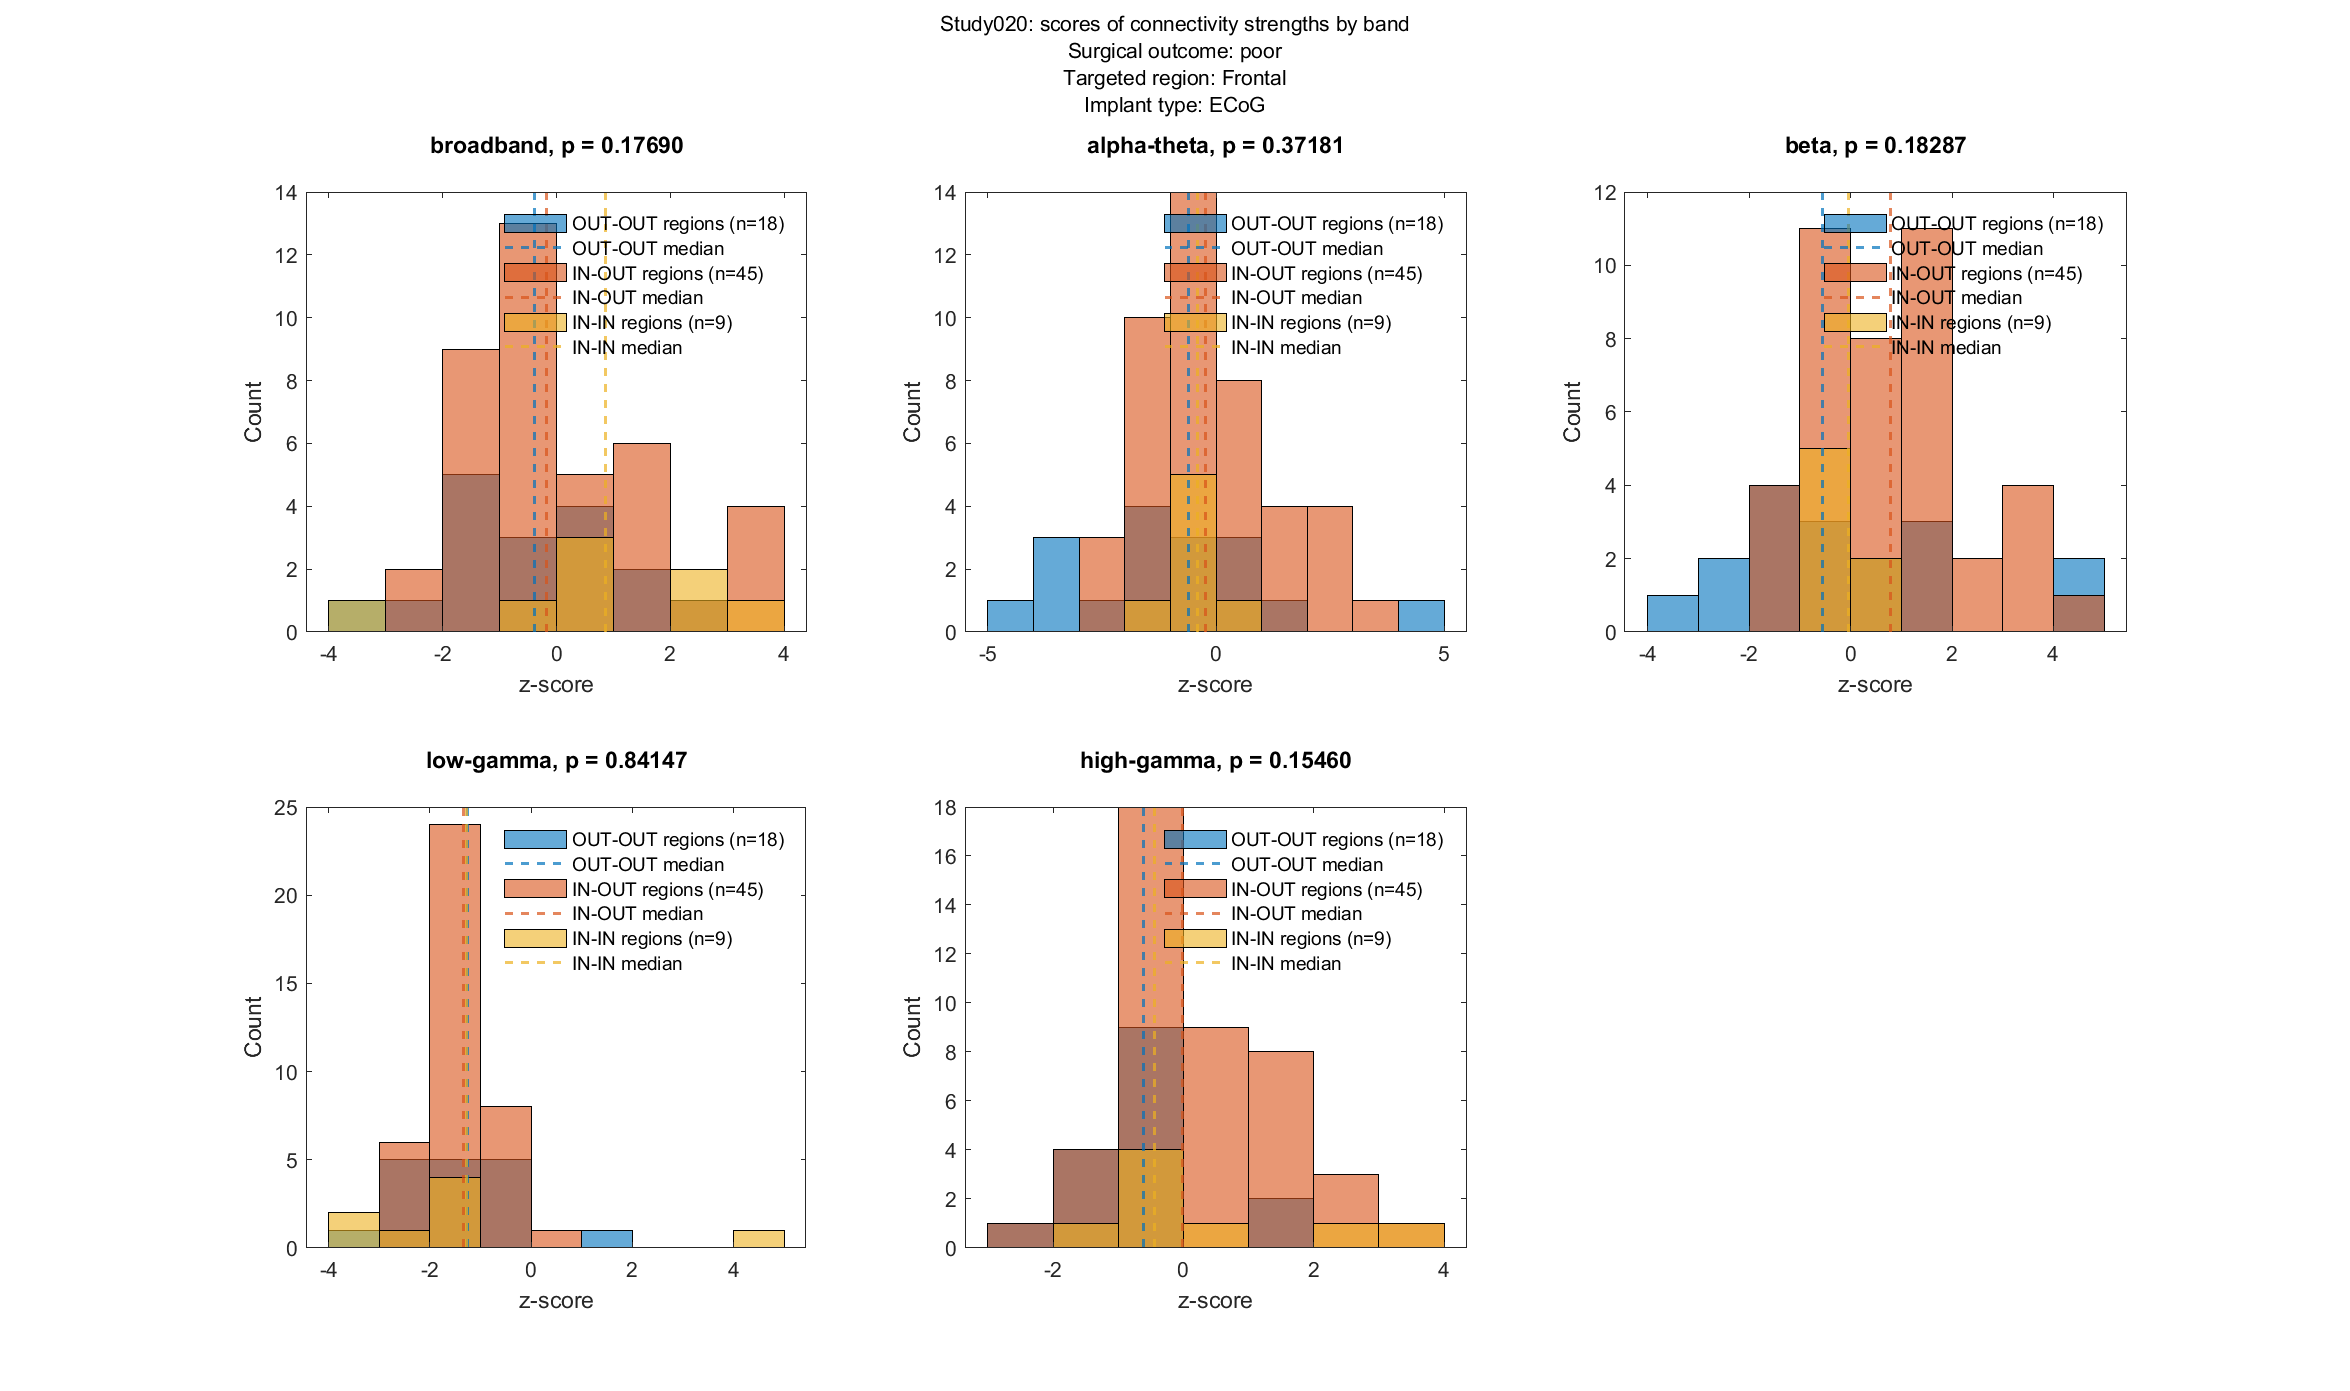 Study020: scores of connectivity strengths by band
Surgical outcome: poor
Targeted region: Frontal
Implant type: ECoG
broadband, p = 0.17690
14
12
10
8
6
4
2
0
Count
-4
-2
0
2
4
z-score
OUT-OUT regions (n=18)
OUT-OUT median
IN-OUT regions (n=45)
IN-OUT median
IN-IN regions (n=9)
IN-IN median
alpha-theta, p = 0.37181
14
12
10
8
6
4
2
0
Count
-5
0
5
z-score
OUT-OUT regions (n=18)
OUT-OUT median
IN-OUT regions (n=45)
IN-OUT median
IN-IN regions (n=9)
IN-IN median
beta, p = 0.18287
12
10
8
6
4
2
0
Count
-4
-2
0
2
4
z-score
OUT-OUT regions (n=18)
OUT-OUT median
IN-OUT regions (n=45)
IN-OUT median
IN-IN regions (n=9)
IN-IN median
low-gamma, p = 0.84147
25
20
15
10
5
0
Count
-4
-2
0
2
4
z-score
OUT-OUT regions (n=18)
OUT-OUT median
IN-OUT regions (n=45)
IN-OUT median
IN-IN regions (n=9)
IN-IN median
high-gamma, p = 0.15460
18
16
14
12
10
8
6
4
2
0
Count
-2
0
2
4
z-score
OUT-OUT regions (n=18)
OUT-OUT median
IN-OUT regions (n=45)
IN-OUT median
IN-IN regions (n=9)
IN-IN median